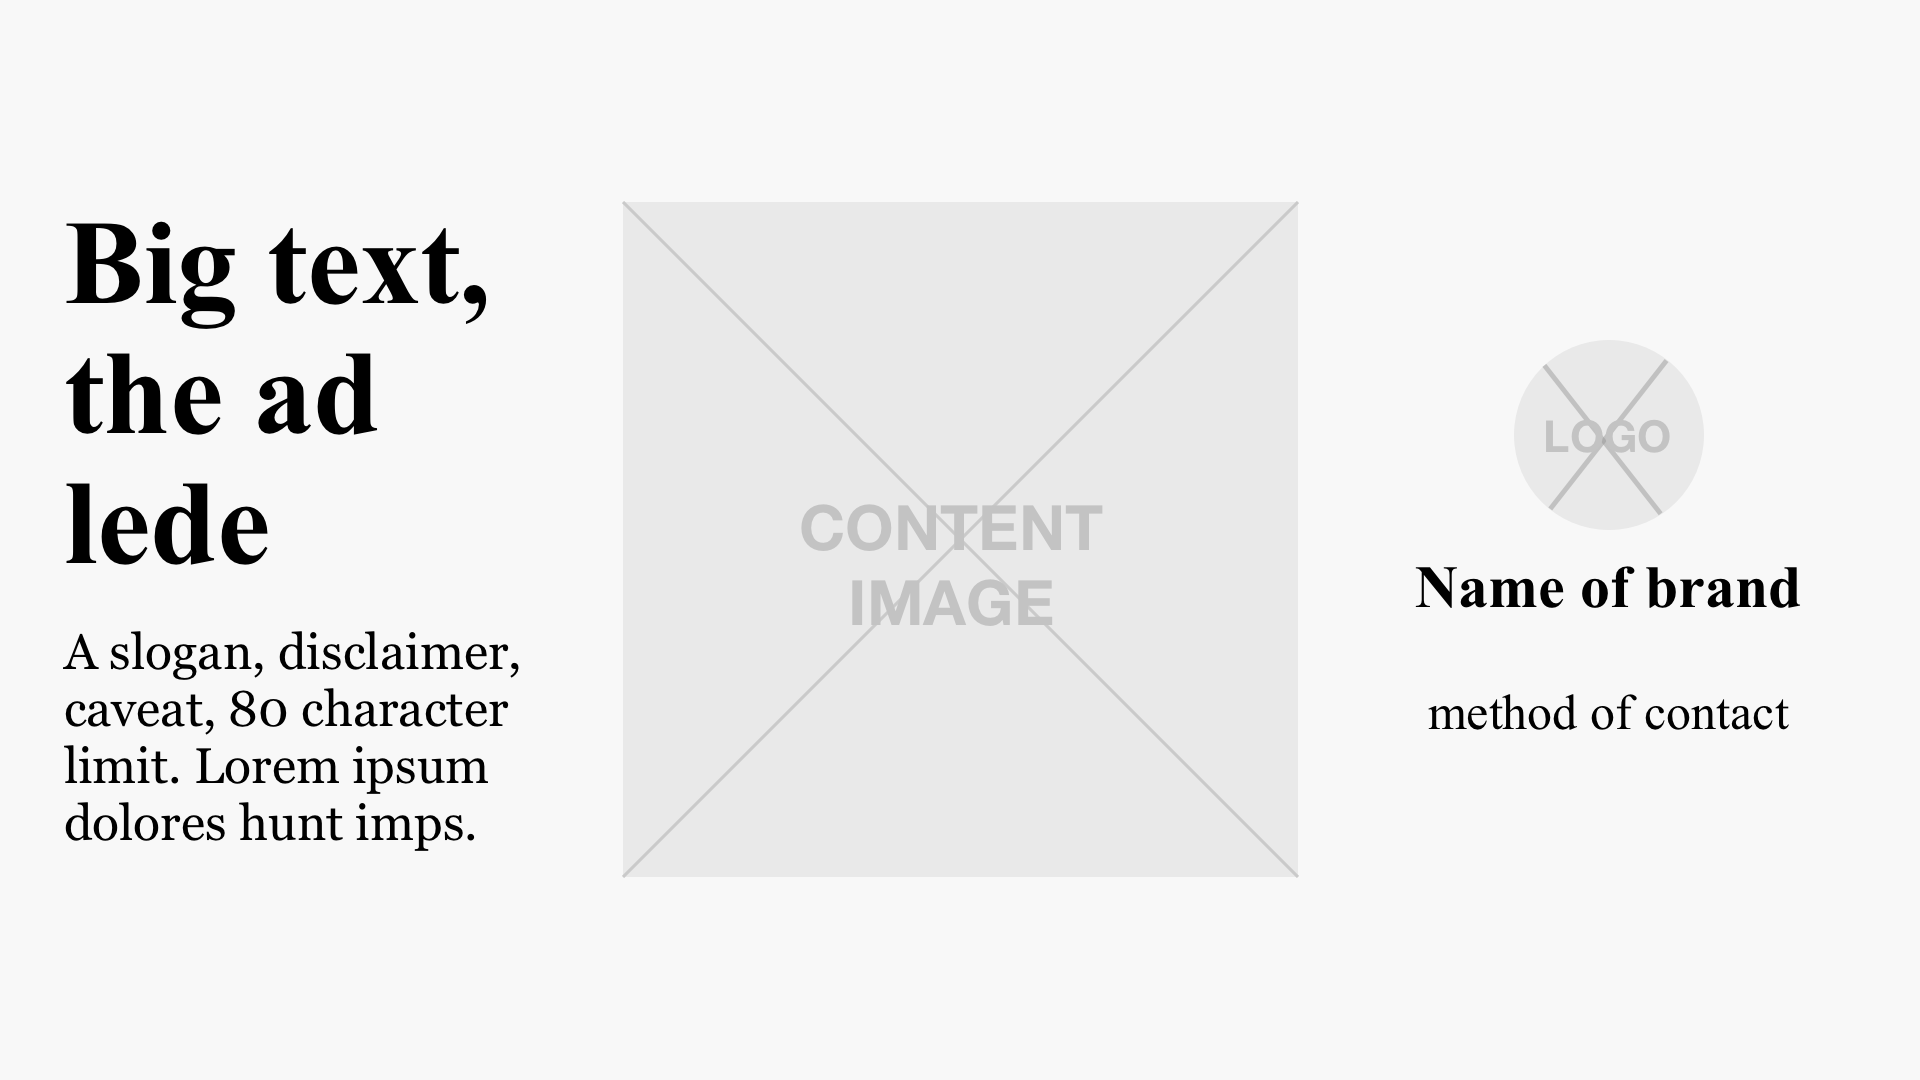 Big text,
the ad
lede
A slogan, disclaimer,
caveat, 80 character
limit. Lorem ipsum
dolores hunt imps.
CONTENT
IMAGE
LOGO
Name of brand
method of contact